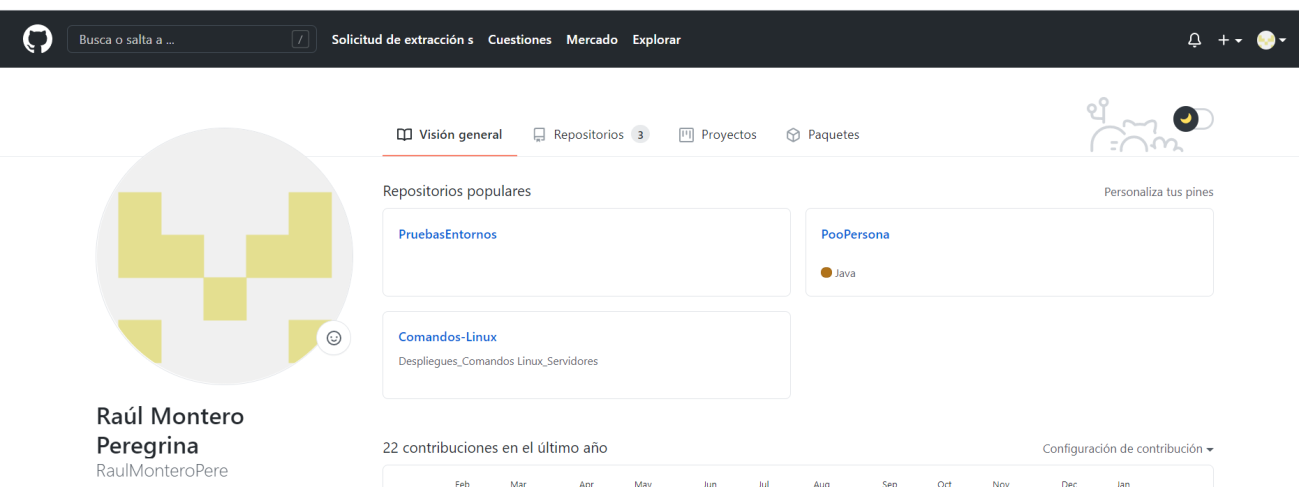 Busca o salta a ... / Solicitud de extracción s Cuestiones Mercado Explorar
Visión general Repositorios 3 Proyectos Paquetes
Repositorios populares Personaliza tus pines
PruebasEntornos
PooPersona
Java
Comandos-Linux
Despliegues_Comandos Linux_Servidores
Raúl Montero
Peregrina
RaulMonteroPere
22 contribuciones en el último año Configuración de contribución
Feb Mar Apr May Jun Jul Aug Sep Oct Nov Dec Jan